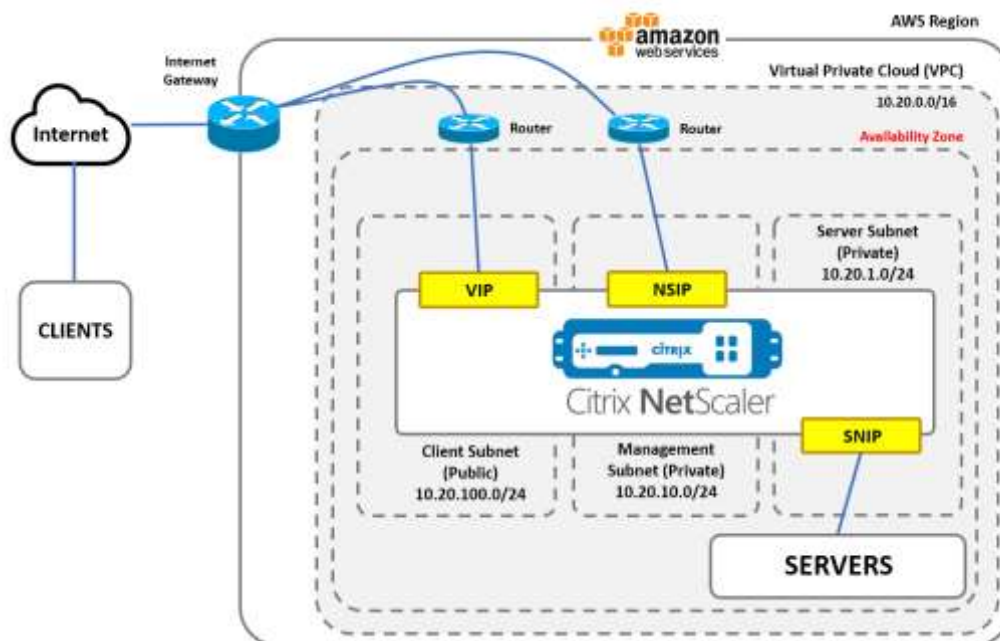 AWS Region
amazon
web services
Internet
Gateway
Virtual Private Cloud (VPC)
10.20.0.0/16
Internet
Router
Router
Availability Zone
Server Subnet
(Private)
10.20.1.0/24
VIP
NSIP
CLIENTS
CITRIX
Citrix NetScaler
SNIP
Client Subnet
(Public)
10.20.100.0/24
Management
Subnet (Private)
10.20.10.0/24
SERVERS